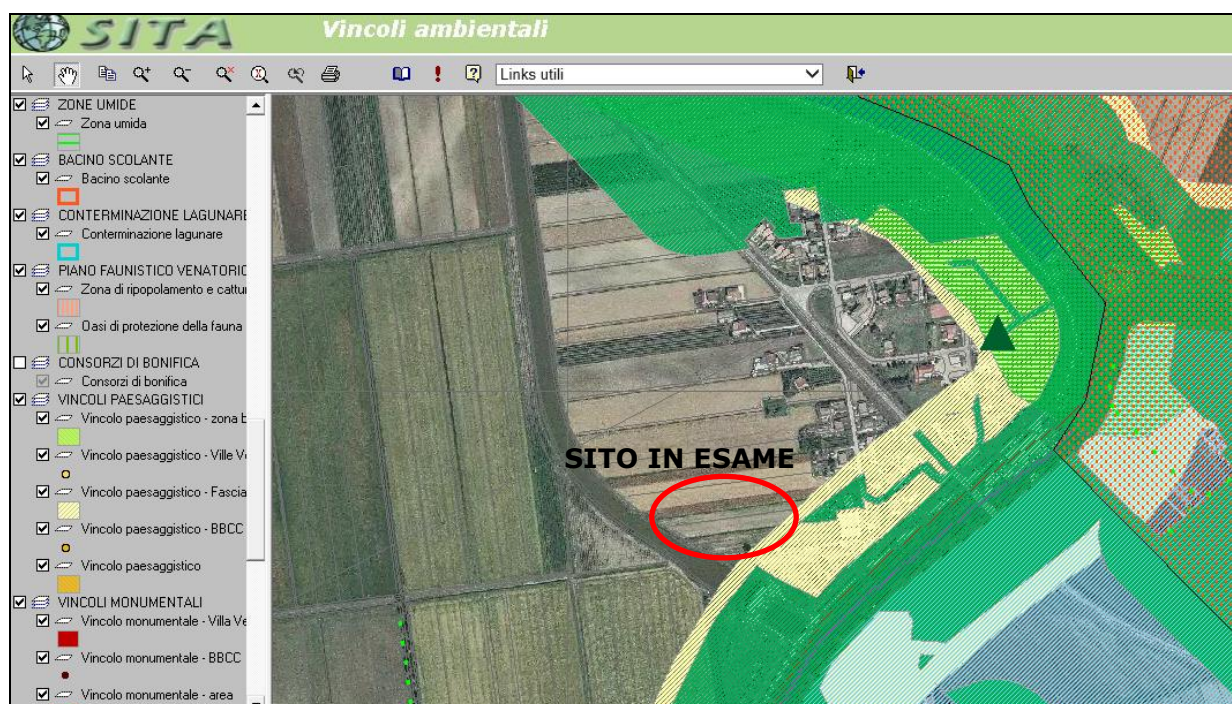 SITA Vincoli ambientali
Links utili
ZONE UMIDE
Zona umida
BACINO SCOLANTE
Bacino scolante
CONTERMINAZIONE LAGUNARE
Conterminazione lagunare
PIANO FAUNISTICO VENATORIO
Zona di ripopolamento e cattu
Oasi di protezione della fauna
CONSORZI DI BONIFICA
Consorzi di bonifica
VINCOLI PAESAGGISTICI
Vincolo paesaggistico - zona b
Vincolo paesaggistico - Ville Ve
Vincolo paesaggistico - Fascia
Vincolo paesaggistico - BBCC
Vincolo paesaggistico
VINCOLI MONUMENTALI
Vincolo monumentale - Villa Ve
Vincolo monumentale - BBCC
Vincolo monumentale - area
SITO IN ESAME